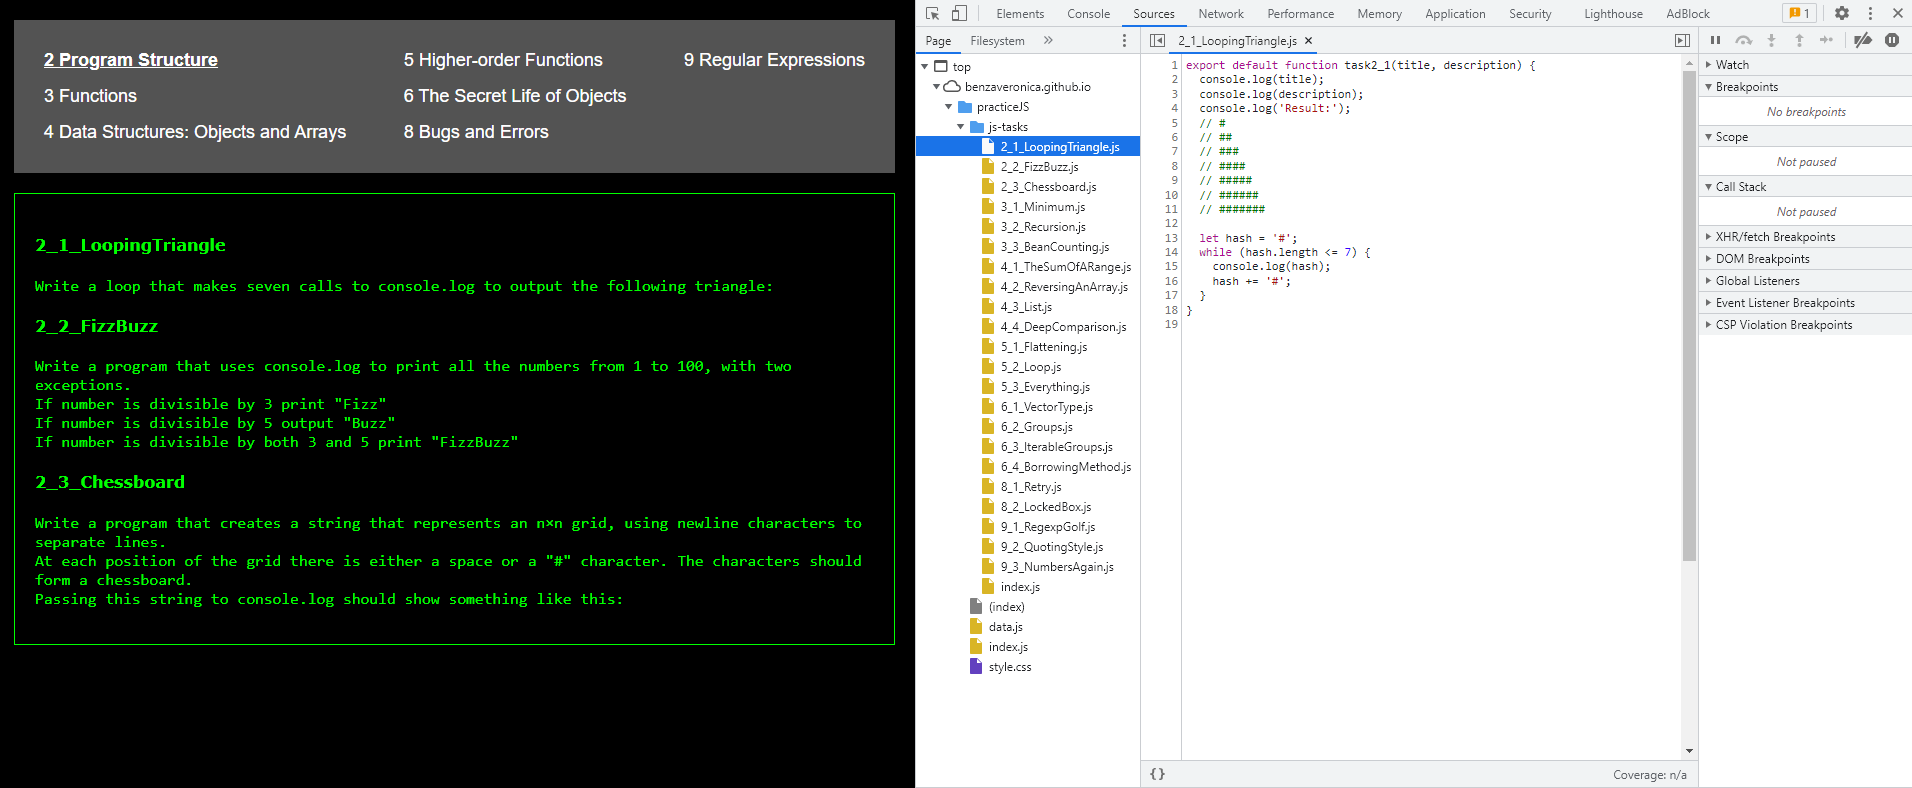 2 Program Structure
3 Functions
4 Data Structures: Objects and Arrays
5 Higher-order Functions
6 The Secret Life of Objects
8 Bugs and Errors
9 Regular Expressions
2_1_LoopingTriangle
Write a loop that makes seven calls to console.log to output the following triangle:
2_2_FizzBuzz
Write a program that uses console.log to print all the numbers from 1 to 100, with two
exceptions.
If number is divisible by 3 print "Fizz"
If number is divisible by 5 output "Buzz"
If number is divisible by both 3 and 5 print "FizzBuzz"
2_3_Chessboard
Write a program that creates a string that represents an n×n grid, using newline characters to
separate lines.
At each position of the grid there is either a space or a "#" character. The characters should
form a chessboard.
Passing this string to console.log should show something like this:
Elements Console Sources Network Performance Memory Application Security Lighthouse AdBlock 1
Page Filesystem »
top
benzaveronica.github.io
practiceJS
js-tasks
2_1_LoopingTriangle.js
2_2_FizzBuzz.js
2_3_Chessboard.js
3_1_Minimum.js
3_2_Recursion.js
3_3_BeanCounting.js
4_1_TheSumOfARange.js
4_2_ReversingAnArray.js
4_3_List.js
4_4_DeepComparison.js
5_1_Flattening.js
5_2_Loop.js
5_3_Everything.js
6_1_VectorType.js
6_2_Groups.js
6_3_IterableGroups.js
6_4_BorrowingMethod.js
8_1_Retry.js
8_2_LockedBox.js
9_1_RegexpGolf.js
9_2_QuotingStyle.js
9_3_NumbersAgain.js
index.js
(index)
data.js
index.js
style.css
2_1_LoopingTriangle.js ×
1 export default function task2_1(title, description) {
2 console.log(title);
3 console.log(description);
4 console.log('Result:');
5 // #
6 // ##
7 // ###
8 // ####
9 // #####
10 // ######
11 // #######
12
13 let hash = '#';
14 while (hash.length <= 7) {
15 console.log(hash);
16 hash += '#';
17 }
18 }
19
{} Coverage: n/a
Watch
Breakpoints
No breakpoints
Scope
Not paused
Call Stack
Not paused
XHR/fetch Breakpoints
DOM Breakpoints
Global Listeners
Event Listener Breakpoints
CSP Violation Breakpoints